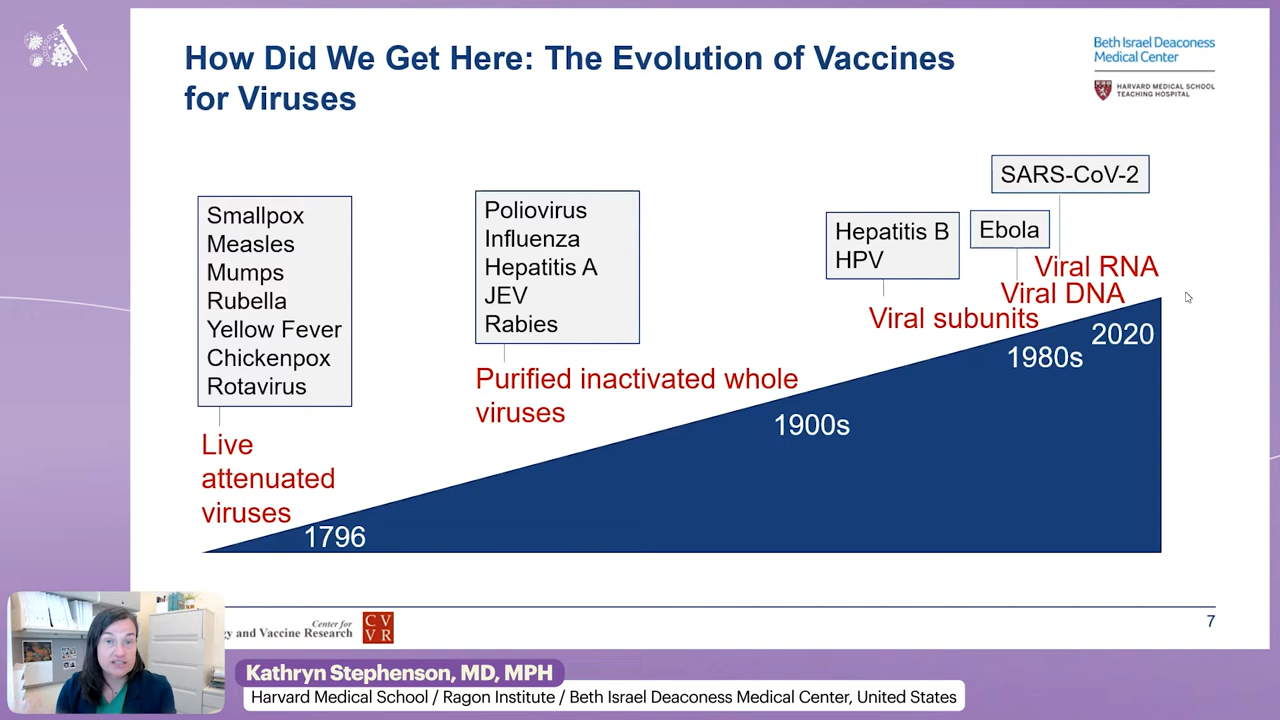 How Did We Get Here: The Evolution of Vaccines
for Viruses
Beth Israel Deaconess
Medical Center
HARVARD MEDICAL SCHOOL
TEACHING HOSPITAL
SARS-CoV-2
Smallpox
Measles
Mumps
Rubella
Yellow Fever
Chickenpox
Rotavirus
Poliovirus
Influenza
Hepatitis A
JEV
Rabies
Hepatitis B
HPV
Ebola
Viral RNA
Viral DNA
Viral subunits
Purified inactivated whole
viruses
Live
attenuated
viruses
1796
1900s
1980s
2020
Center for
gy and Vaccine Research
C V
V R
7
Kathryn Stephenson, MD, MPH
Harvard Medical School / Ragon Institute / Beth Israel Deaconess Medical Center, United States